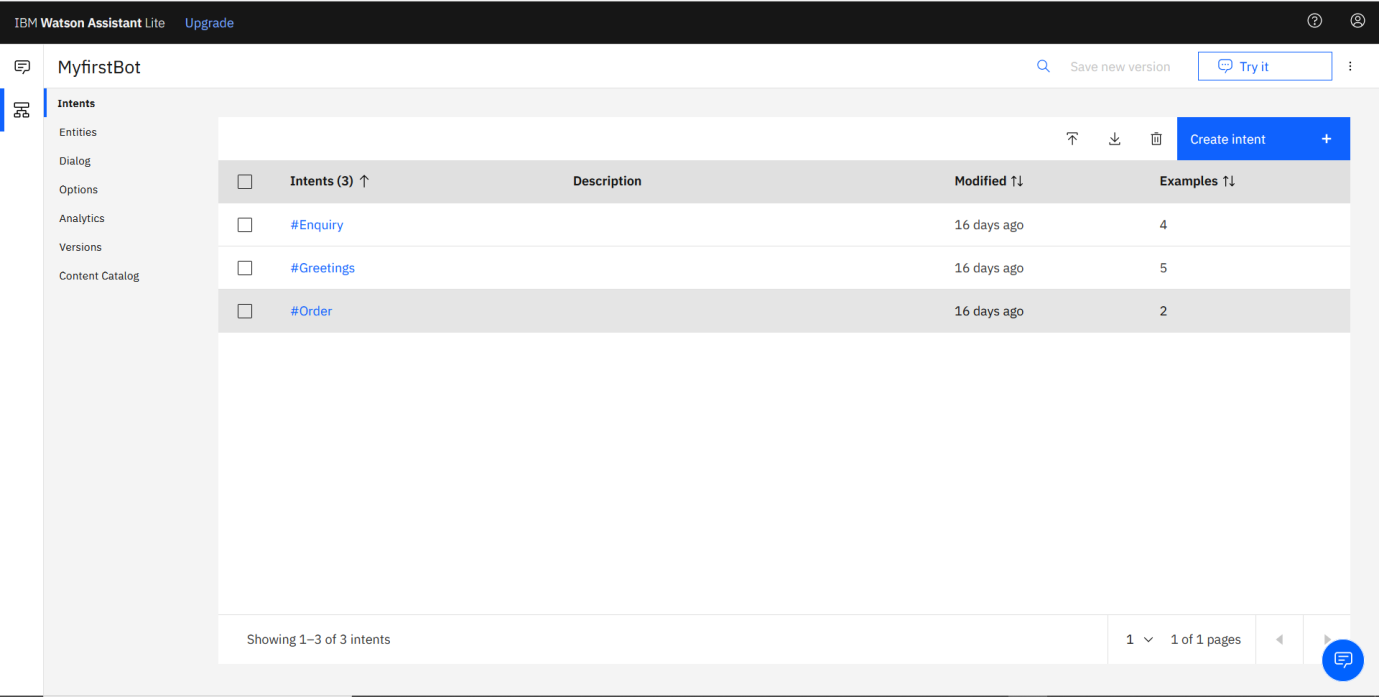 IBM Watson Assistant Lite Upgrade
MyfirstBot
Save new version
Try it
Intents
Entities
Dialog
Options
Analytics
Versions
Content Catalog
Create intent +
Intents (3) Description Modified Examples
#Enquiry 16 days ago 4
#Greetings 16 days ago 5
#Order 16 days ago 2
Showing 1–3 of 3 intents
1 1 of 1 pages